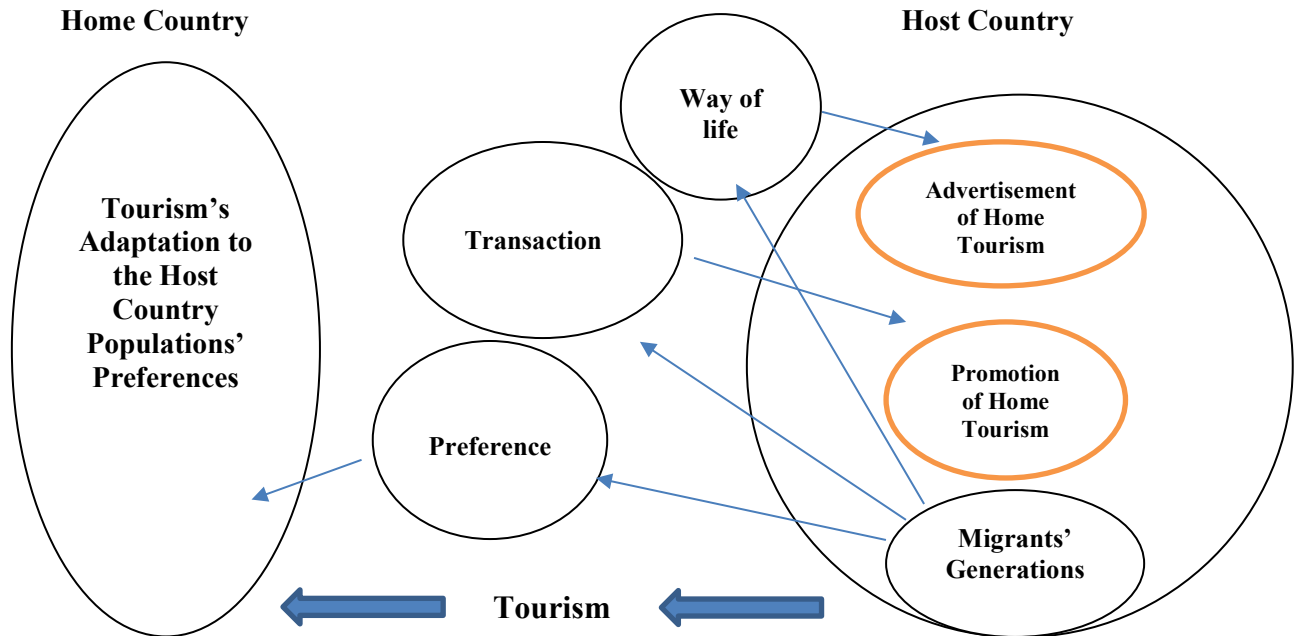 Home Country
Host Country
Way of
life
Advertisement
of Home
Tourism
Tourism’s
Adaptation to
the Host
Country
Populations’
Preferences
Transaction
Promotion
of Home
Tourism
Preference
Migrants’
Generations
Tourism